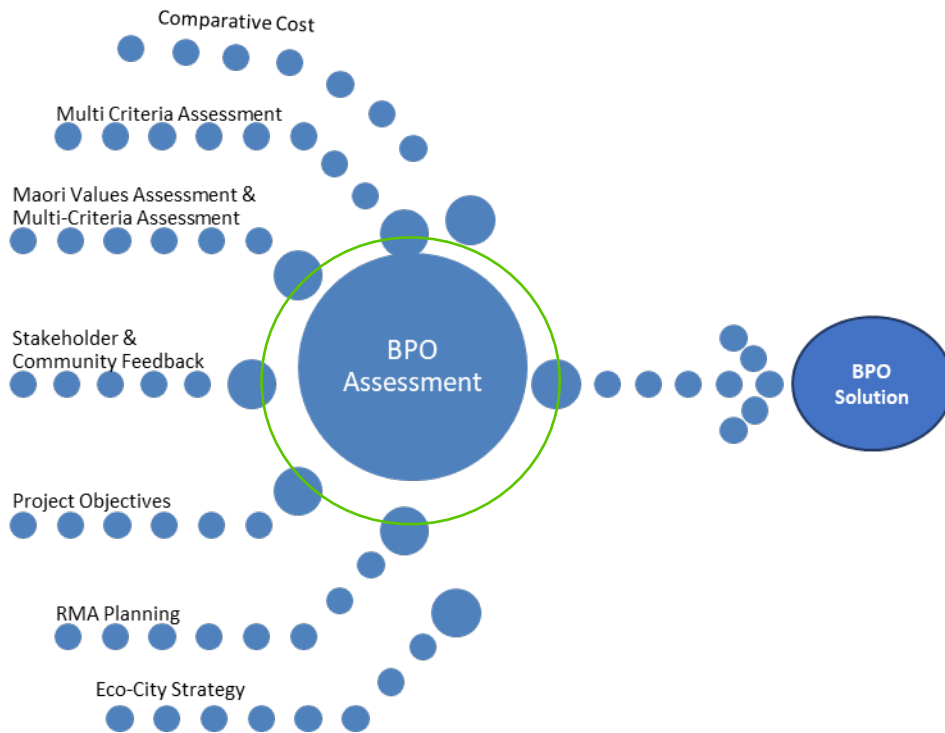 Comparative Cost
Multi Criteria Assessment
Maori Values Assessment &
Multi-Criteria Assessment
Stakeholder &
Community Feedback
BPO
Assessment
BPO
Solution
Project Objectives
RMA Planning
Eco-City Strategy